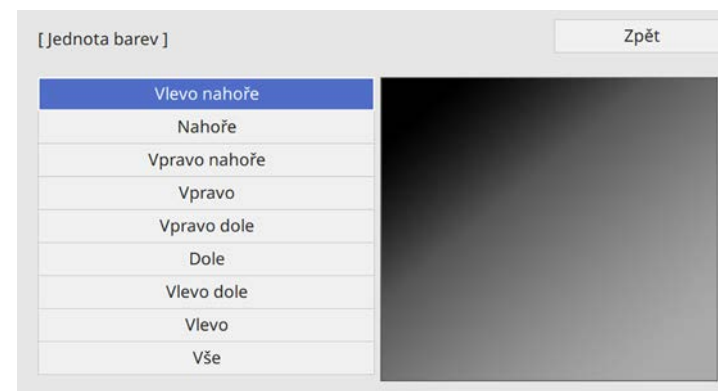 [ Jednota barev ]
Zpět
Vlevo nahoře
Nahoře
Vpravo nahoře
Vpravo
Vpravo dole
Dole
Vlevo dole
Vlevo
Vše